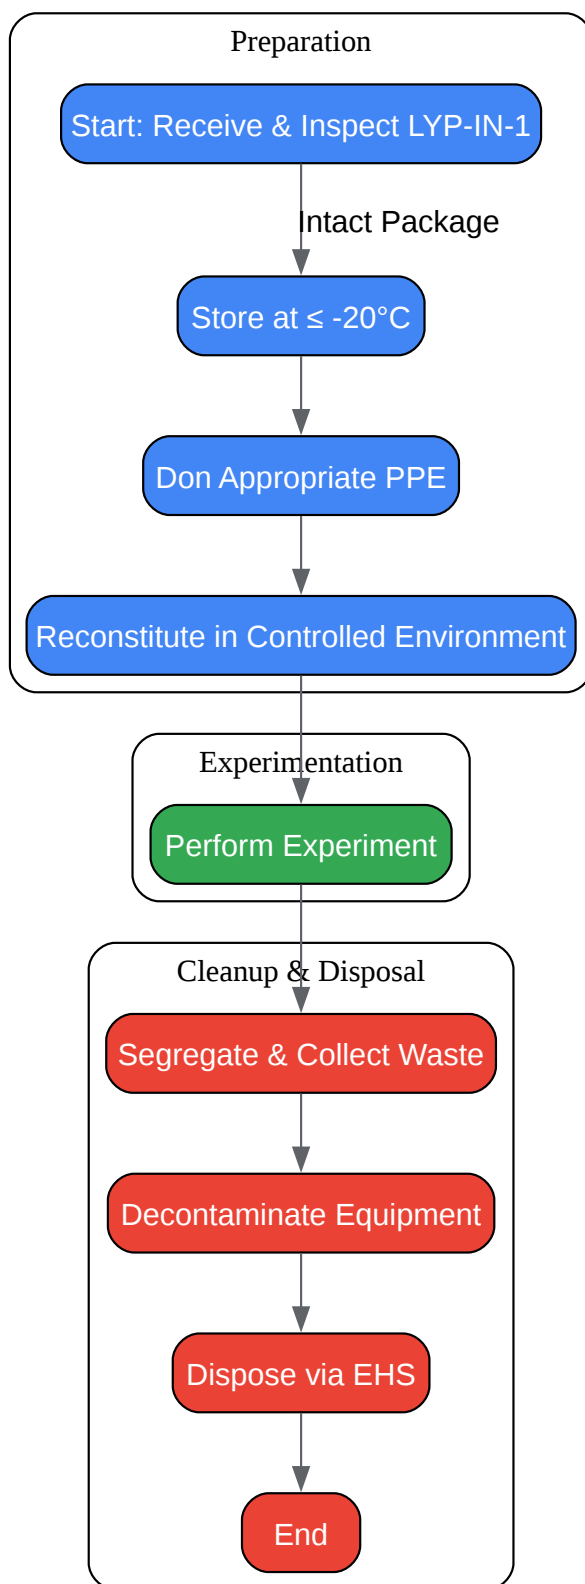 Preparation
Start: Receive & Inspect LYP-IN-1
Intact Package
Store at ≤ -20°C
Don Appropriate PPE
Reconstitute in Controlled Environment
Experimentation
Perform Experiment
Cleanup & Disposal
Segregate & Collect Waste
Decontaminate Equipment
Dispose via EHS
End